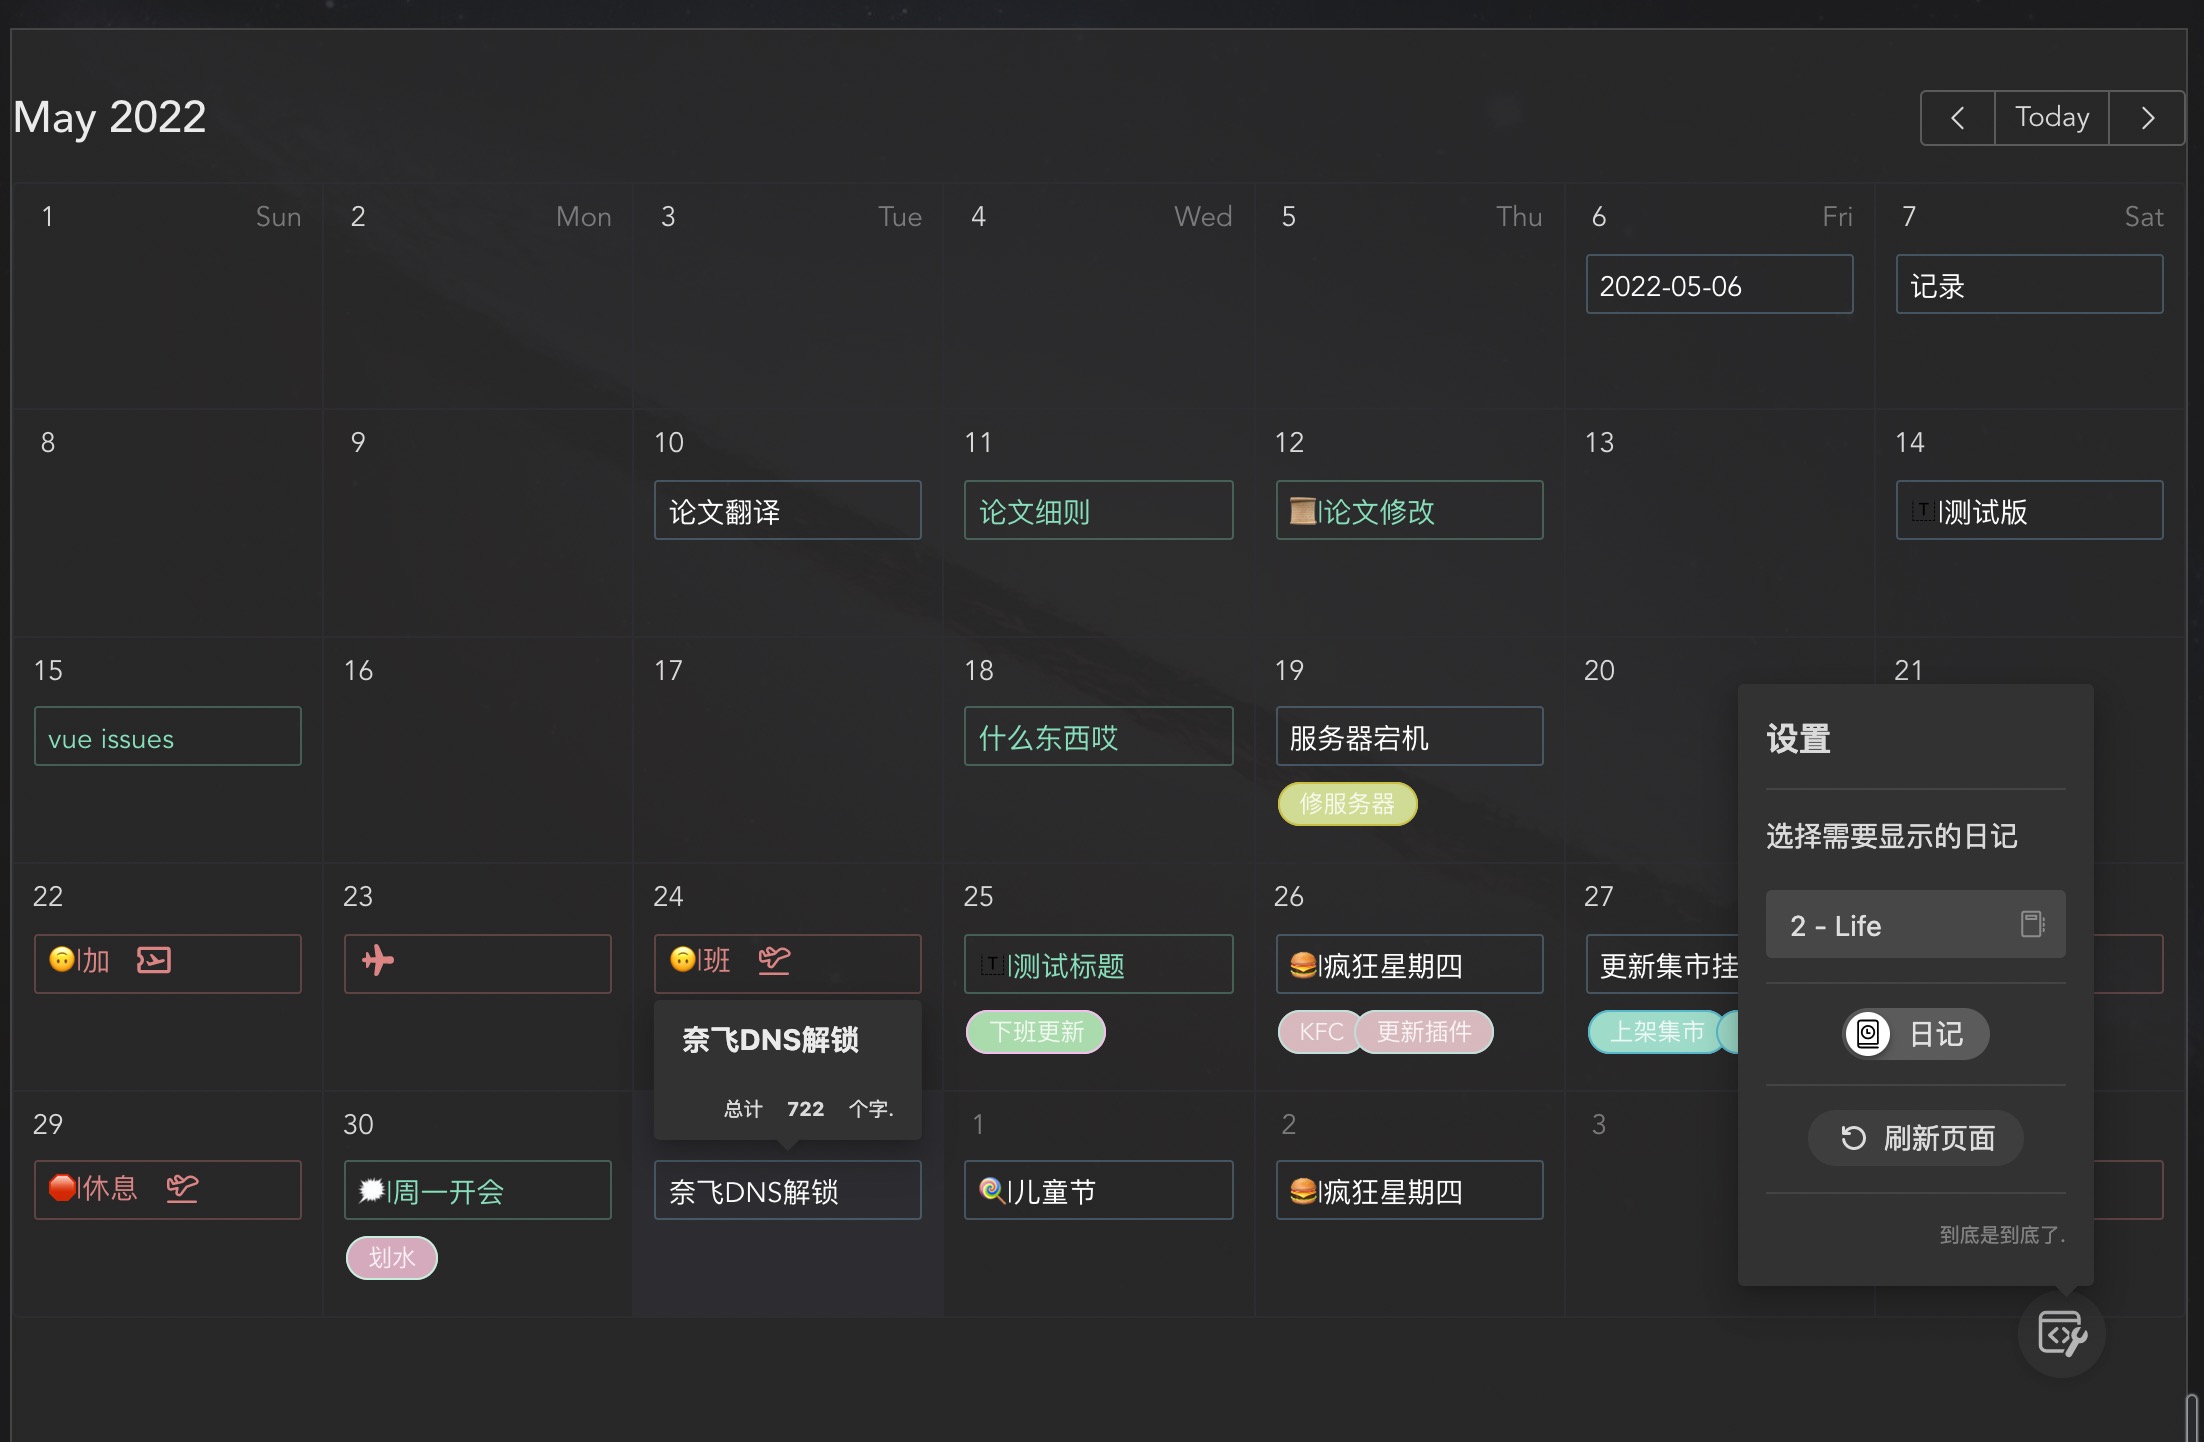 May 2022
Today
1 Sun 2 Mon 3 Tue 4 Wed 5 Thu 6 Fri 7 Sat
2022-05-06 记录
8 9 10 11 12 13 14
论文翻译 论文细则 📜|论文修改 🅃|测试版
15 16 17 18 19 20 21
vue issues 什么东西哎 服务器宕机
修服务器
22 23 24 25 26 27
🙃|加 🙃|班 🅃|测试标题 🍔|疯狂星期四 更新集市挂
下班更新 KFC 更新插件 上架集市
奈飞DNS解锁
总计 722 个字.
29 30 1 2 3
🛑|休息 |周一开会 奈飞DNS解锁 🍭|儿童节 🍔|疯狂星期四
划水
设置
选择需要显示的日记
2 - Life
日记
刷新页面
到底是到底了.